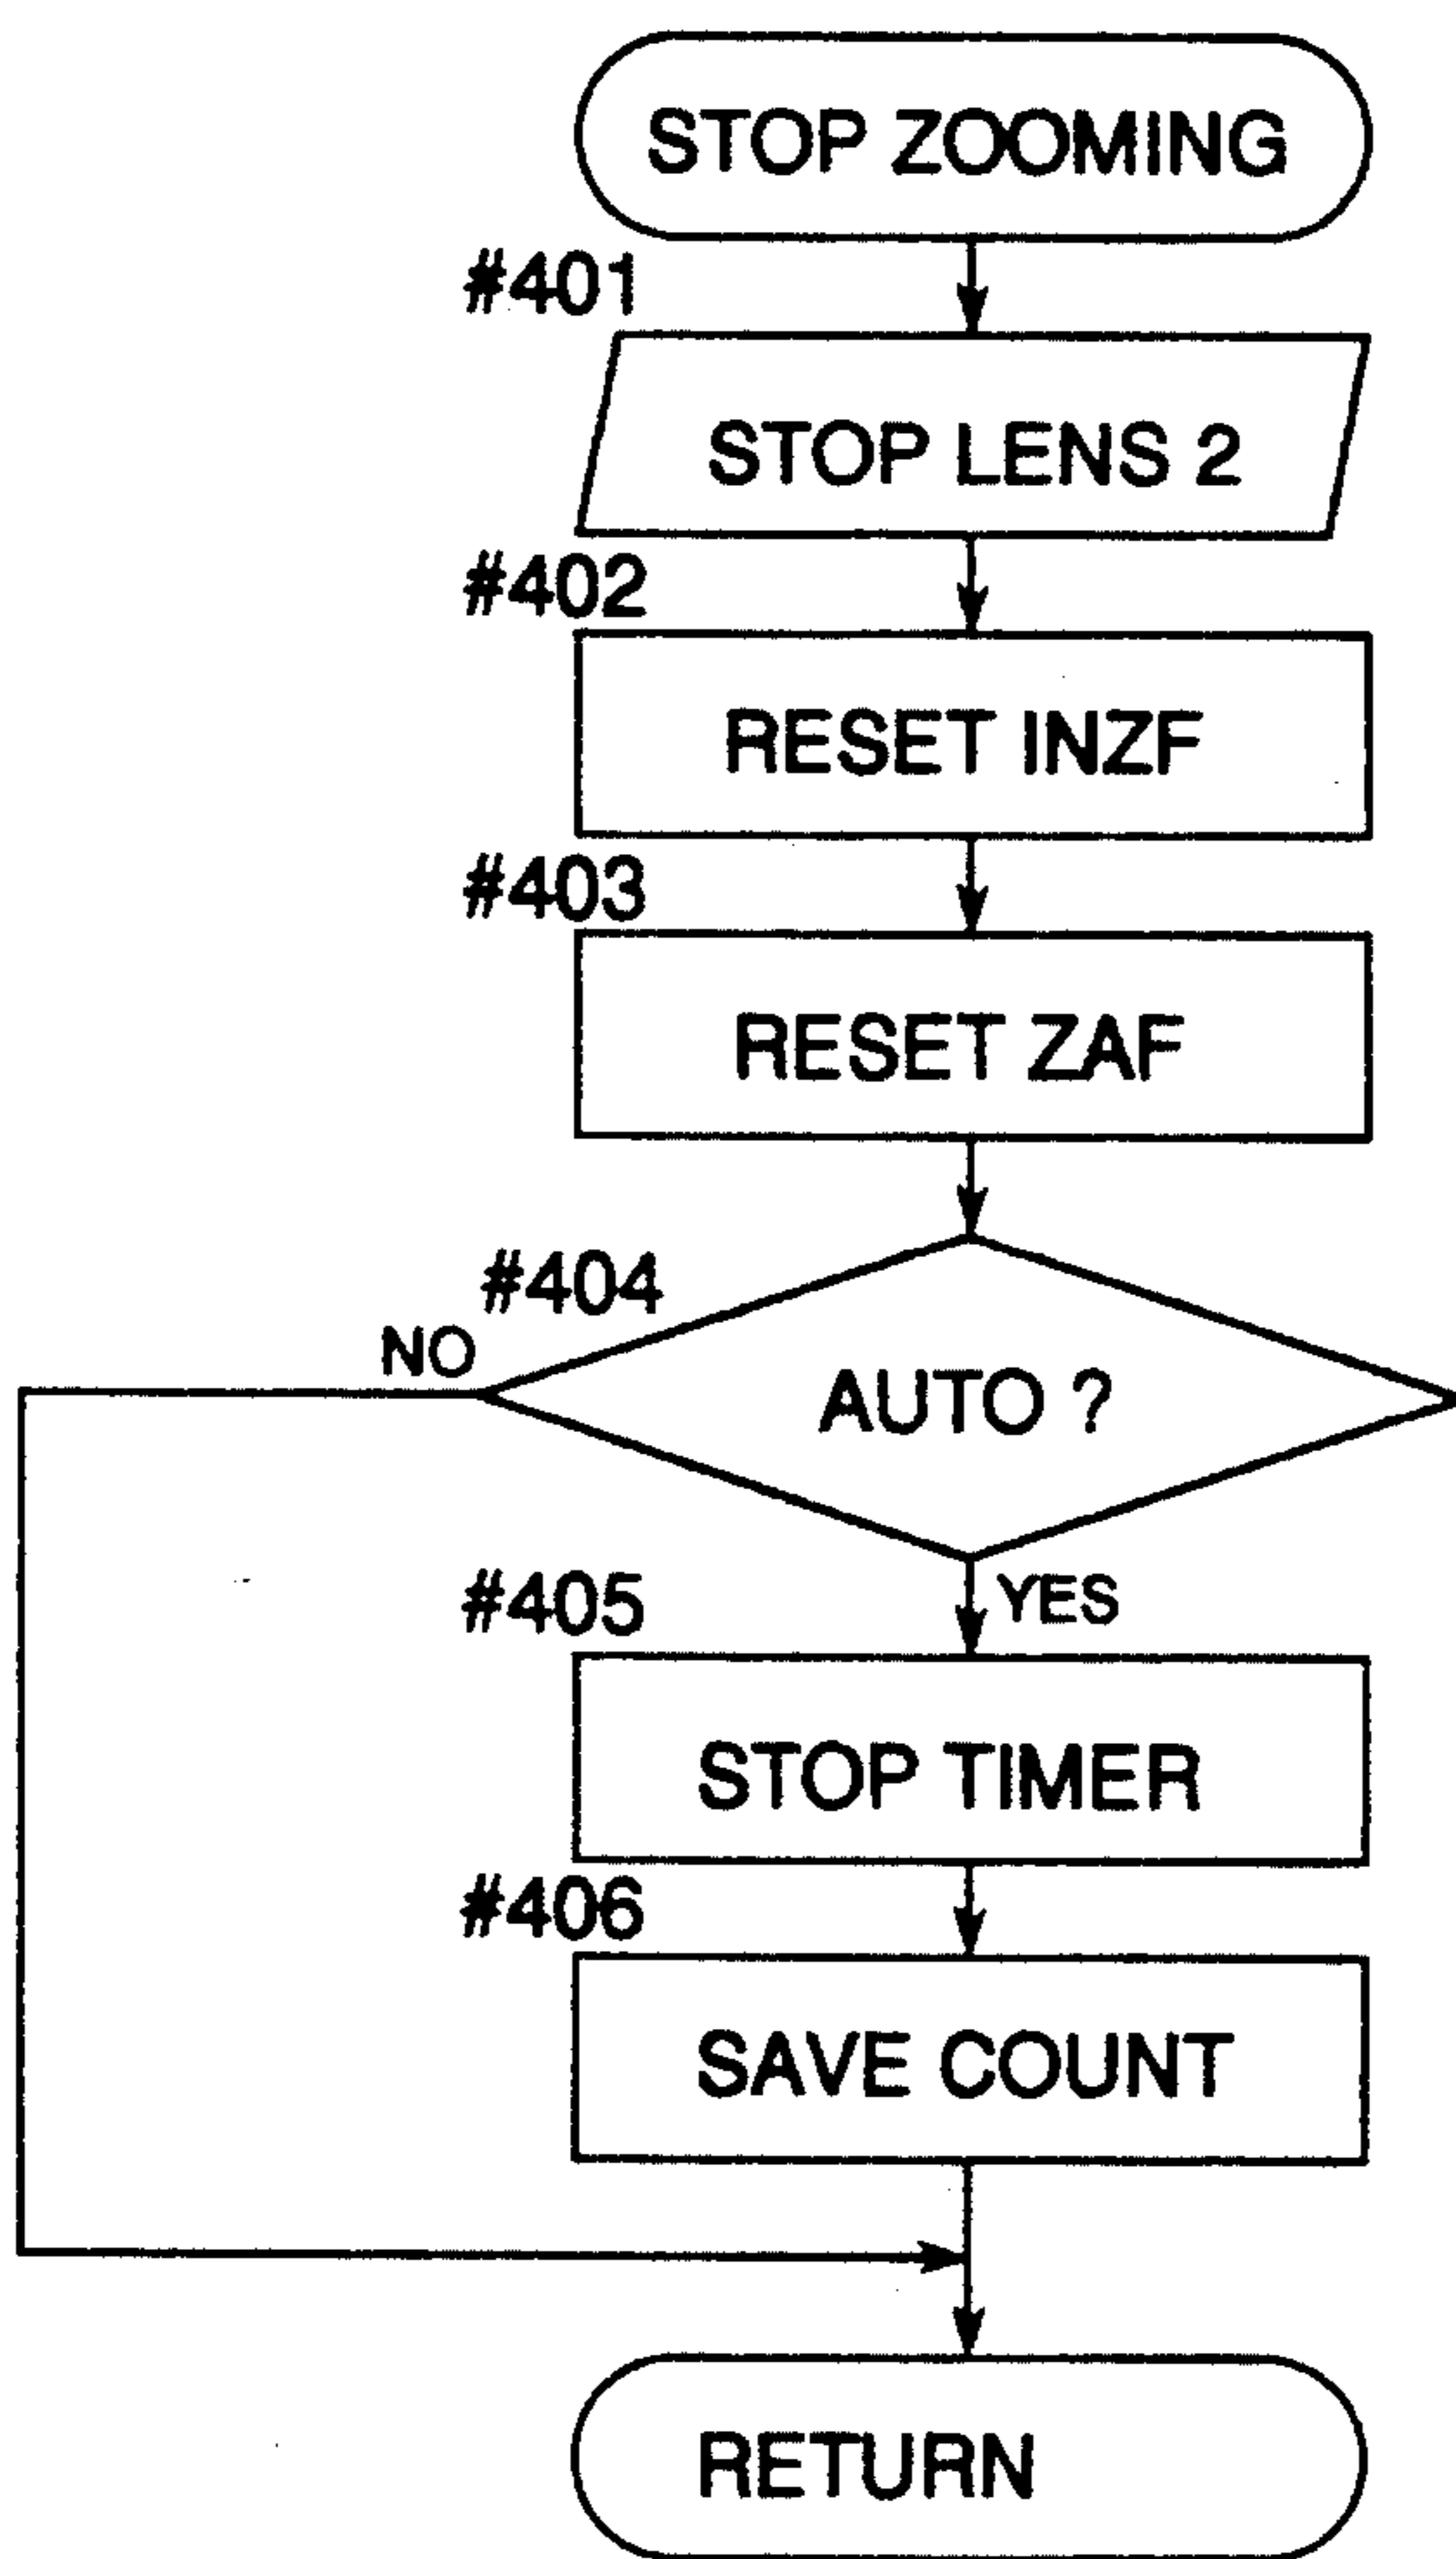 STOP ZOOMING
#401
STOP LENS 2
#402
RESET INZF
#403
RESET ZAF
#404
NO
AUTO ?
YES
#405
STOP TIMER
#406
SAVE COUNT
RETURN